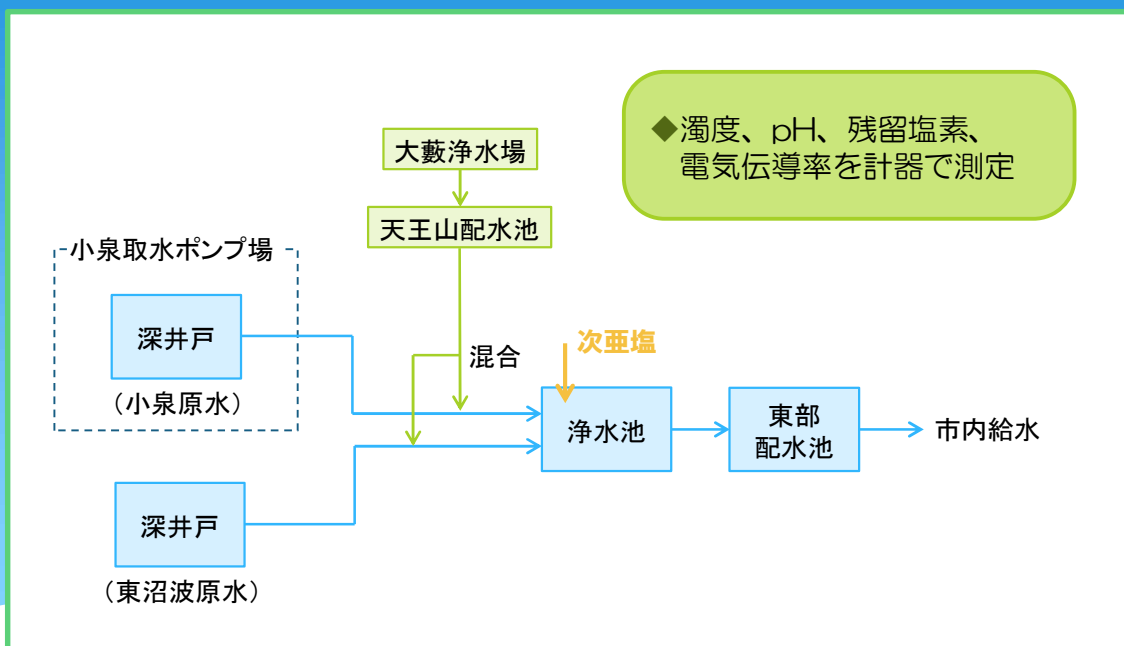 ◆濁度、pH、残留塩素、
電気伝導率を計器で測定
大藪浄水場
天王山配水池
小泉取水ポンプ場
深井戸
（小泉原水）
混合
次亜塩
浄水池
東部
配水池
市内給水
深井戸
（東沼波原水）